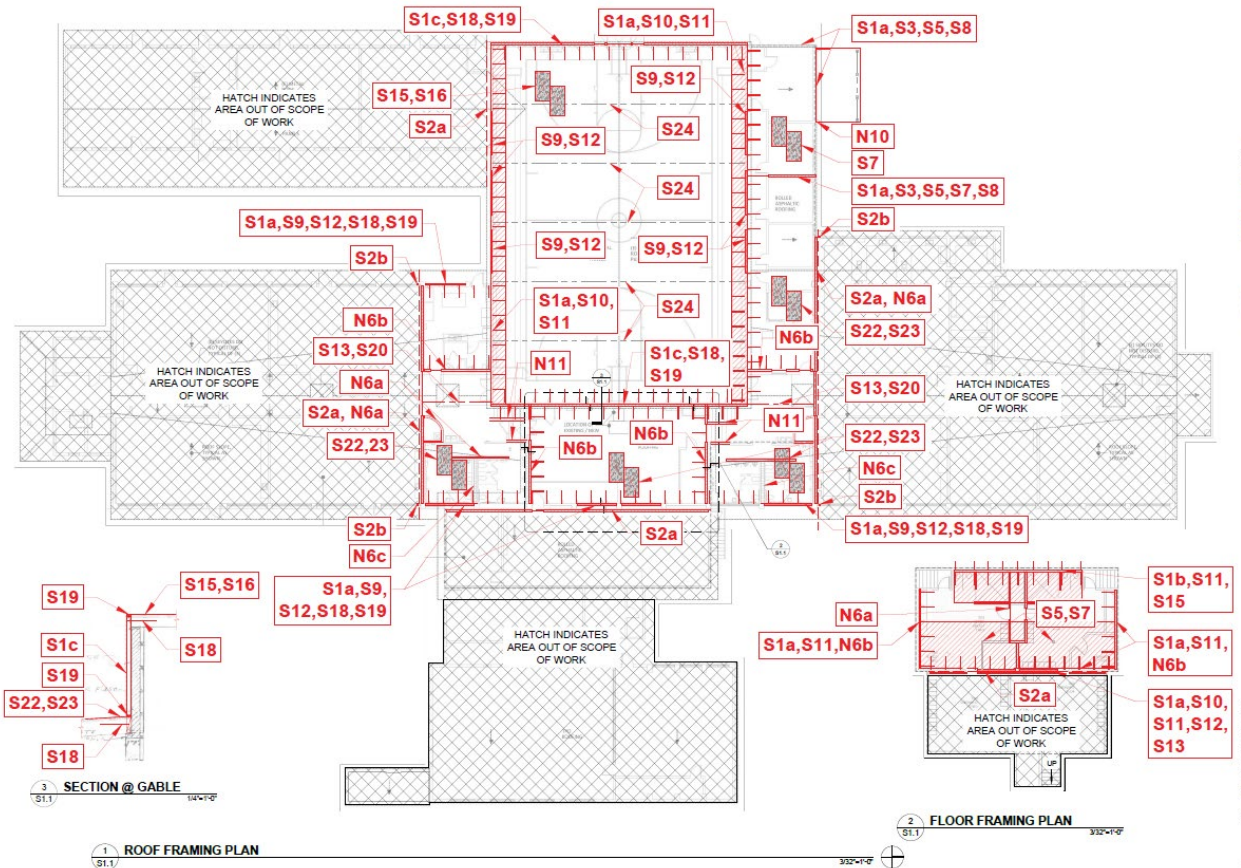 S1c,S18,S19
S1a,S10,S11
S1a,S3,S5,S8
HATCH INDICATES
AREA OUT OF SCOPE
OF WORK
S15,S16
S9,S12
S2a
S24
N10
S9,S12
S7
S24
S1a,S3,S5,S7,S8
ROLLED
ASPHALTIC
ROOFING
S1a,S9,S12,S18,S19
S2b
S9,S12
S9,S12
S2b
S24
S1a,S10,
S11
S2a, N6a
N6b
N6b
S22,S23
S13,S20
N11
S1c,S18,
S19
HATCH INDICATES
AREA OUT OF SCOPE
OF WORK
N6a
S13,S20
HATCH INDICATES
AREA OUT OF SCOPE
OF WORK
S2a, N6a
N11
S22,S23
S22,23
N6b
N6b
N6c
S2b
S2b
S2a
S1a,S9,S12,S18,S19
N6c
ROLLED
ASPHALTIC
ROOFING
2
S1.1
S1a,S9,
S12,S18,S19
S15,S16
S19
S18
S1c
S19
S22,S23
S18
3
S1.1
SECTION @ GABLE
1/4"=1'-0"
HATCH INDICATES
AREA OUT OF SCOPE
OF WORK
S1b,S11,
S15
N6a
S5,S7
S1a,S11,N6b
S1a,S11,
N6b
S2a
HATCH INDICATES
AREA OUT OF SCOPE
OF WORK
S1a,S10,
S11,S12,
S13
UP
2
S1.1
FLOOR FRAMING PLAN
3/32"=1'-0"
1
S1.1
ROOF FRAMING PLAN
3/32"=1'-0"